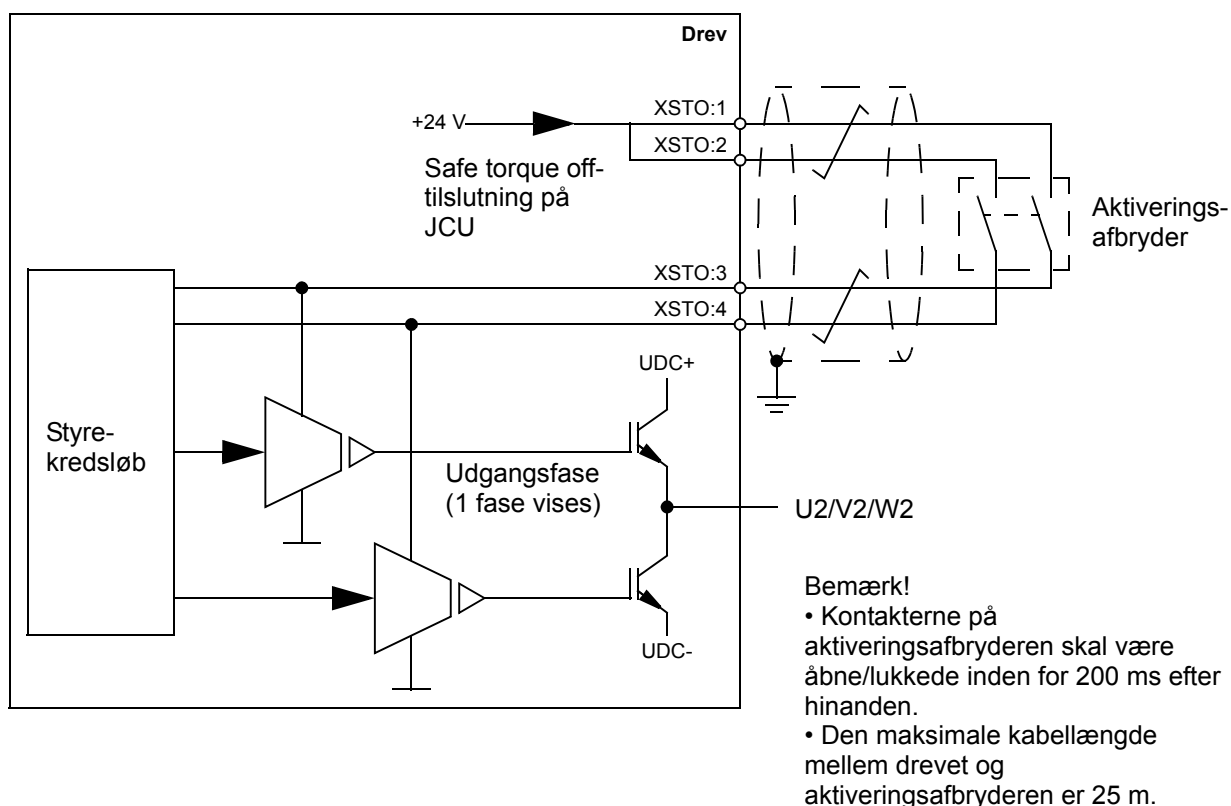 Drev
XSTO:1
+24 V
XSTO:2
Safe torque off-
tilslutning på
JCU
Aktiverings-
afbryder
XSTO:3
XSTO:4
UDC+
Styre-
kredsløb
Udgangsfase
(1 fase vises)
U2/V2/W2
UDC-
Bemærk!
• Kontakterne på
aktiveringsafbryderen skal være
åbne/lukkede inden for 200 ms efter
hinanden.
• Den maksimale kabellængde
mellem drevet og
aktiveringsafbryderen er 25 m.